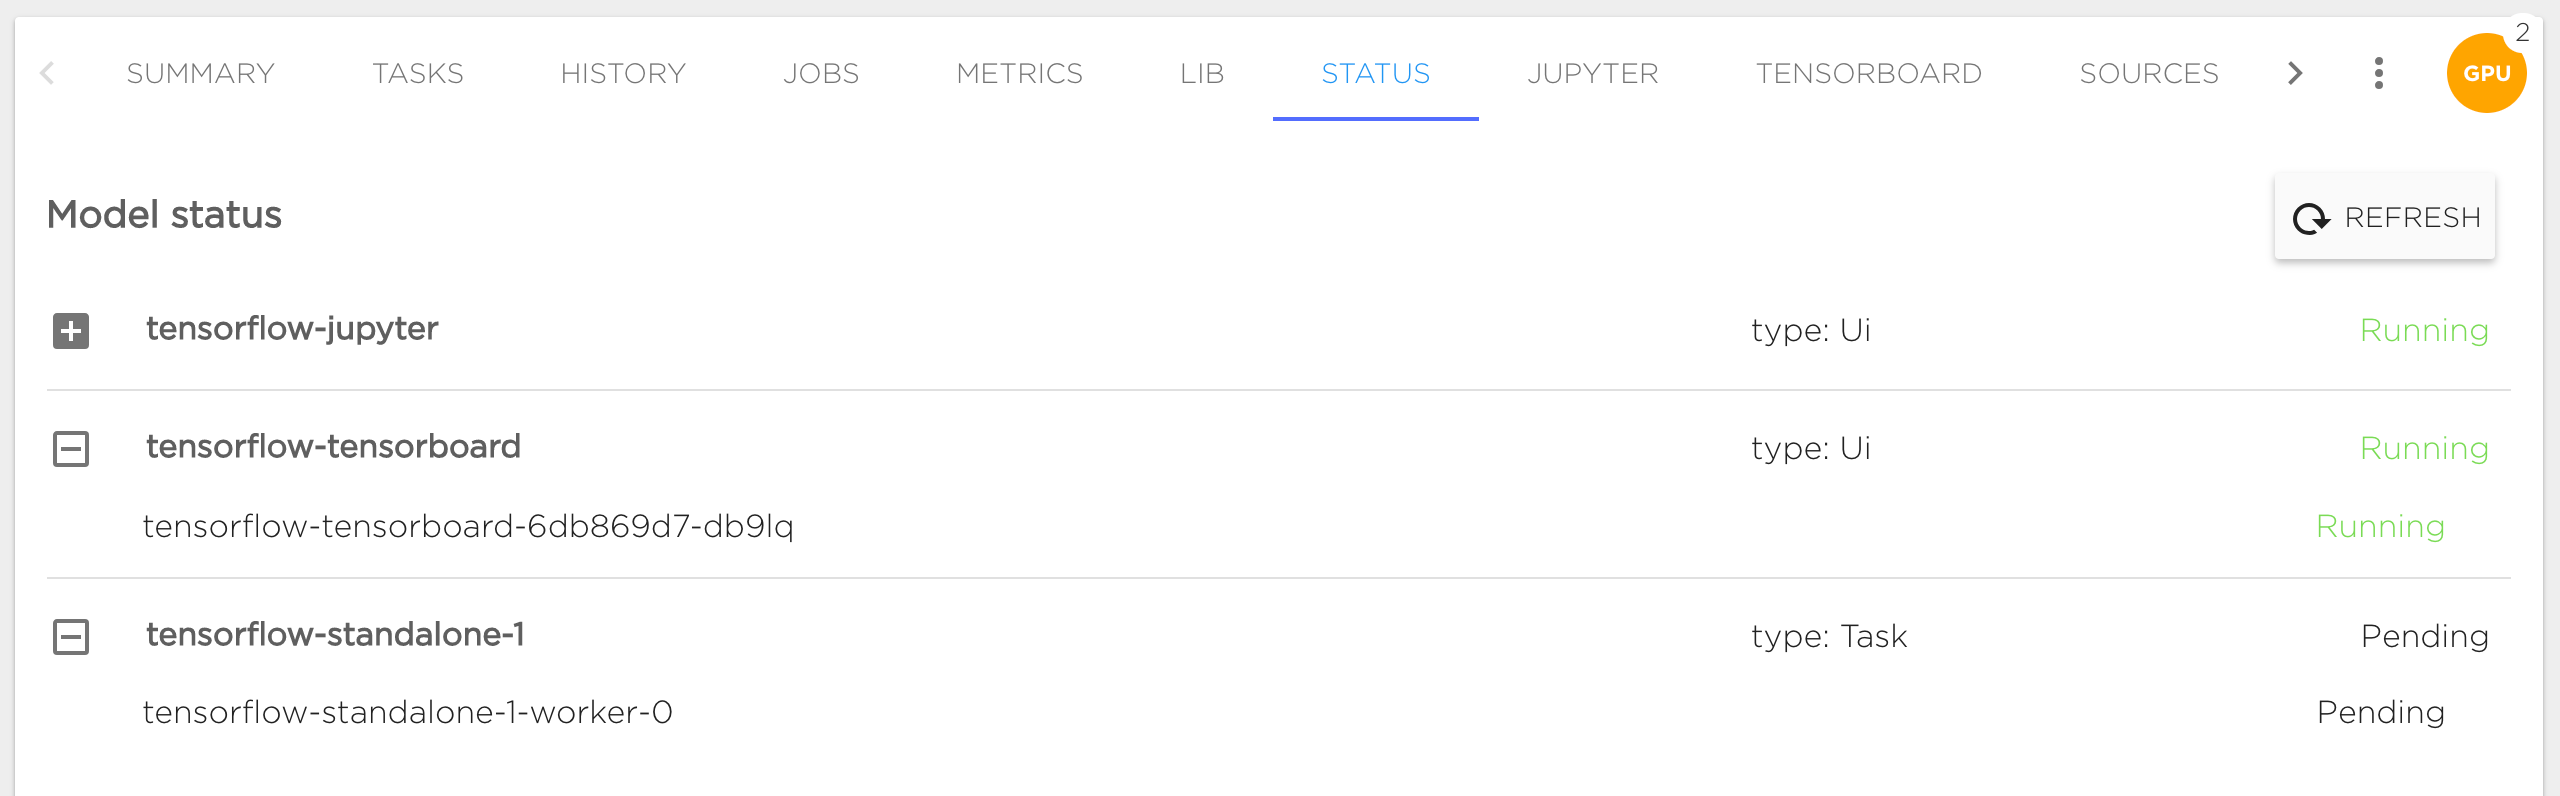 SUMMARY TASKS HISTORY JOBS METRICS LIB STATUS JUPYTER TENSORBOARD SOURCES GPU 2
Model status REFRESH
tensorflow-jupyter type: Ui Running
tensorflow-tensorboard type: Ui Running
tensorflow-tensorboard-6db869d7-db9lq Running
tensorflow-standalone-1 type: Task Pending
tensorflow-standalone-1-worker-0 Pending